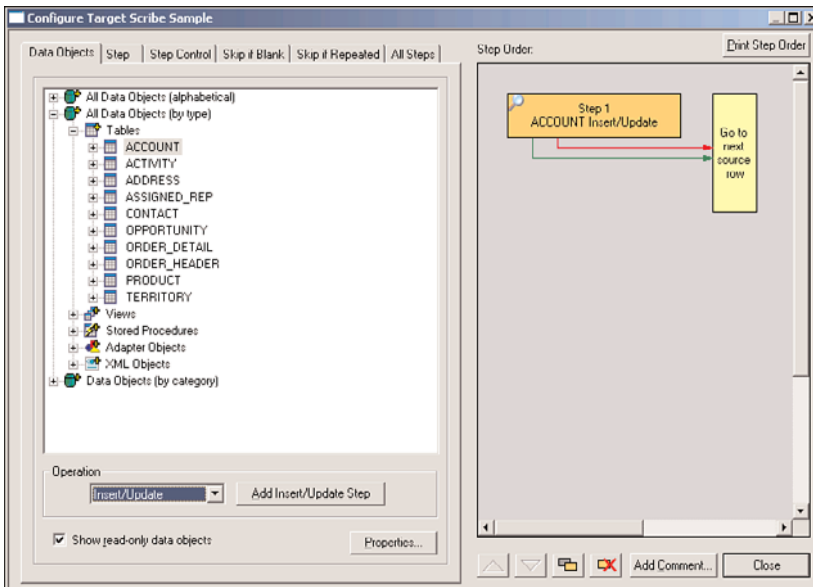 Configure Target Scribe Sample
Data Objects
Step
Step Control
Skip if Blank
Skip if Repeated
All Steps
All Data Objects (alphabetical)
All Data Objects (by type)
Tables
ACCOUNT
ACTIVITY
ADDRESS
ASSIGNED_REP
CONTACT
OPPORTUNITY
ORDER_DETAIL
ORDER_HEADER
PRODUCT
TERRITORY
Views
Stored Procedures
Adapter Objects
XML Objects
Data Objects (by category)
Operation
Insert/Update
Add Insert/Update Step
Show read-only data objects
Properties...
Step Order:
Print Step Order
Step 1
ACCOUNT Insert/Update
Go to
next
source
row
Add Comment...
Close